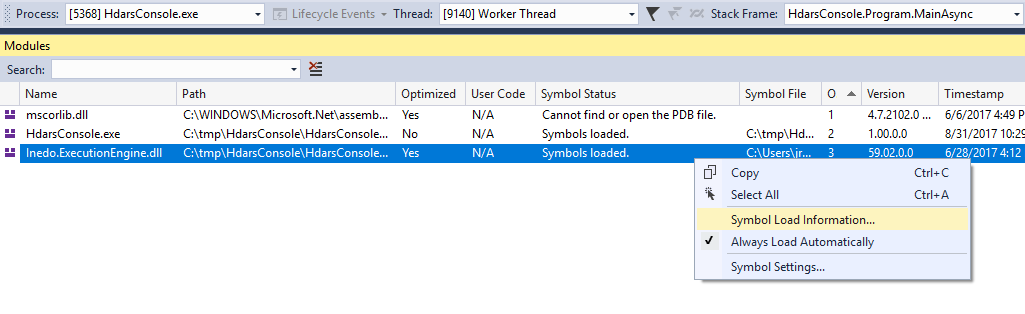 Process: [5368] HdarsConsole.exe Lifecycle Events Thread: [9140] Worker Thread Stack Frame: HdarsConsole.Program.MainAsync
Modules
Search:
Name Path Optimized User Code Symbol Status Symbol File O Version Timestamp
mscorlib.dll C:\WINDOWS\Microsoft.Net\assemb... Yes N/A Cannot find or open the PDB file. 1 4.7.2102.0 ... 6/6/2017 4:49 P
HdarsConsole.exe C:\tmp\HdarsConsole\HdarsConsole... No N/A Symbols loaded. C:\tmp\Hd... 2 1.00.0.0 8/31/2017 10:29
Inedo.ExecutionEngine.dll C:\tmp\HdarsConsole\HdarsConsole... Yes N/A Symbols loaded. C:\Users\jr... 3 59.02.0.0 6/28/2017 4:12
Copy Ctrl+C
Select All Ctrl+A
Symbol Load Information...
Always Load Automatically
Symbol Settings...